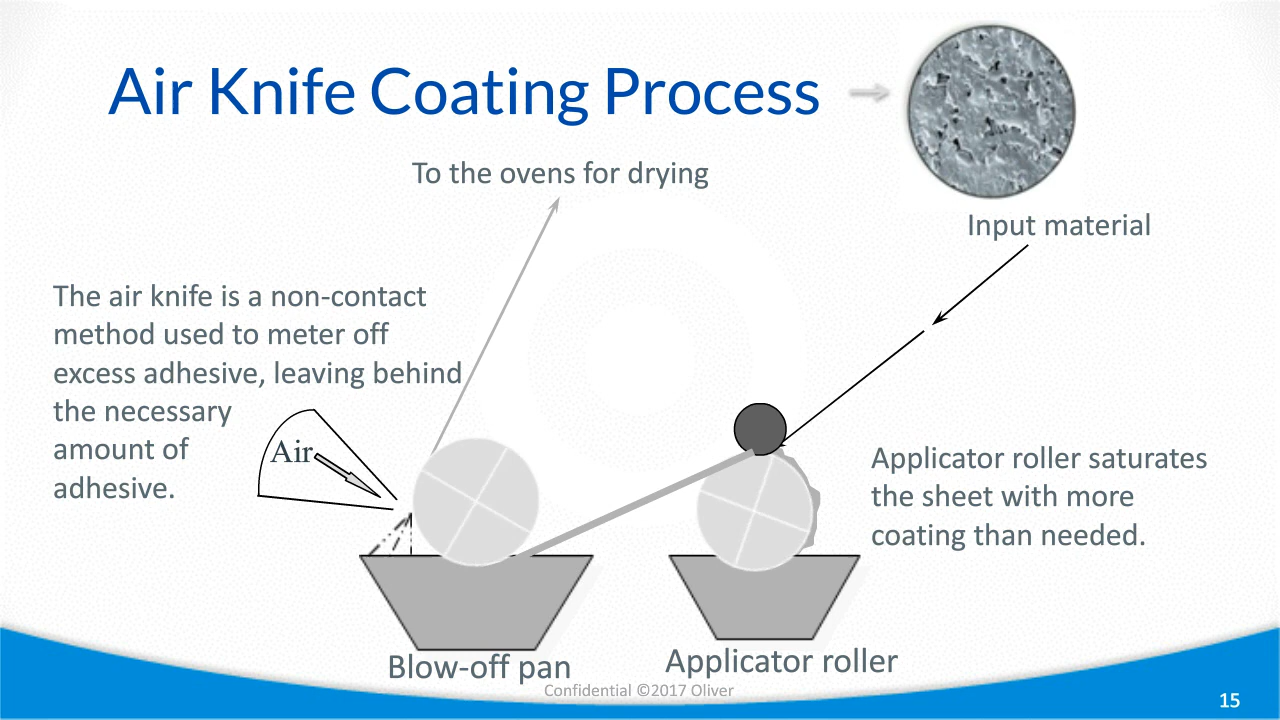 Air Knife Coating Process
To the ovens for drying
Input material
The air knife is a non-contact
method used to meter off
excess adhesive, leaving behind
the necessary
amount of
adhesive.
Air
Applicator roller saturates
the sheet with more
coating than needed.
Blow-off pan
Applicator roller
Confidential ©2017 Oliver
15